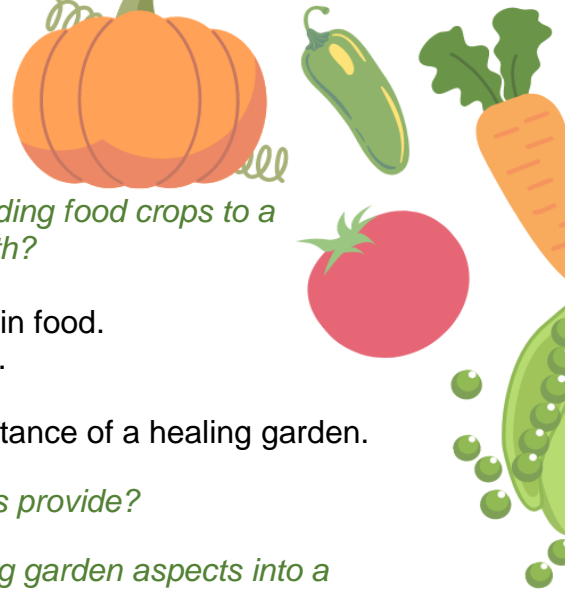 ding food crops to a
th?
in food.
.
tance of a healing garden.
s provide?
g garden aspects into a